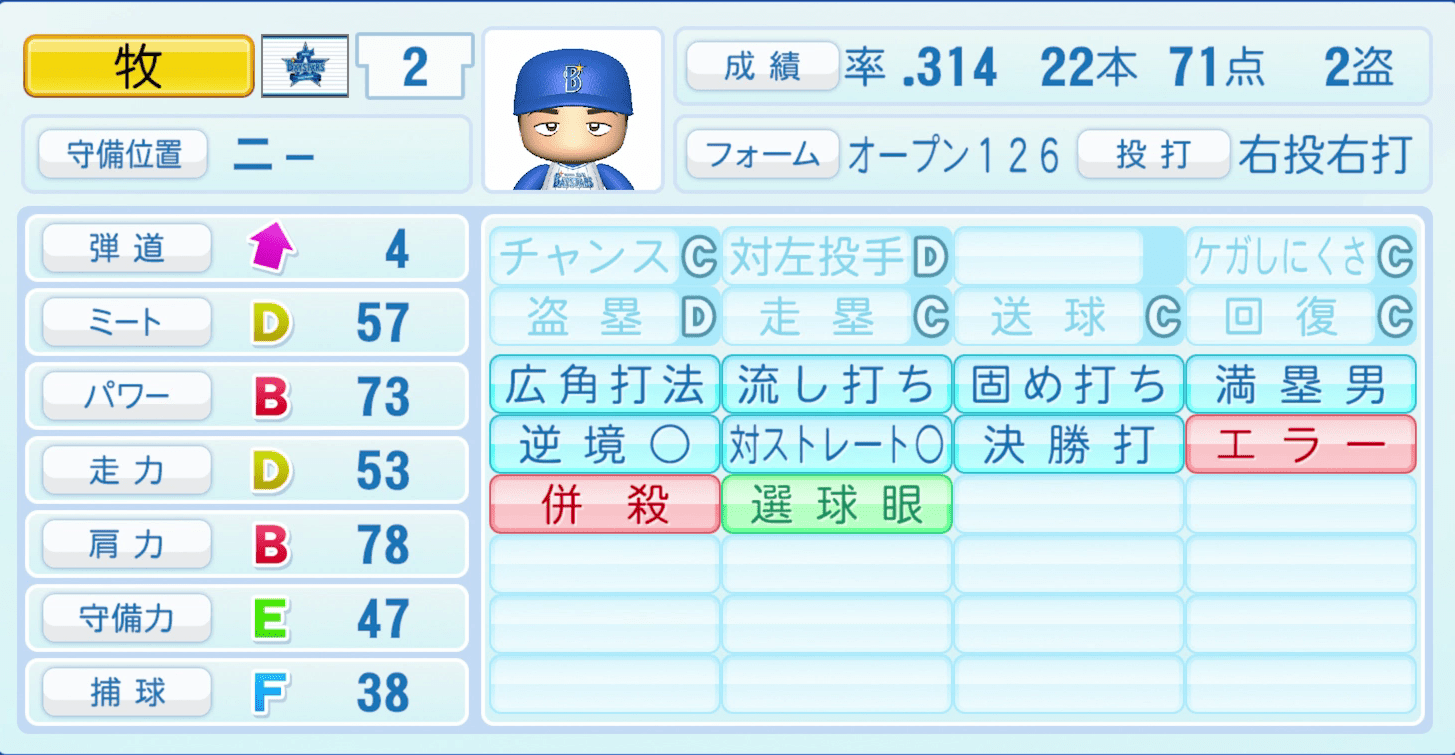 牧 2 成績 率 .314 22本 71点 2盗
守備位置 二 一 フォーム オープン126 投打 右投右打
弾道 4 チャンス C 対左投手 D ケガしにくさ C
ミート D 57 盗塁 D 走塁 C 送球 C 回復 C
パワー B 73 広角打法 流し打ち 固め打ち 満塁男
走力 D 53 逆境〇 対ストレート〇 決勝打 エラー
肩力 B 78 併殺 選球眼
守備力 E 47
捕球 F 38